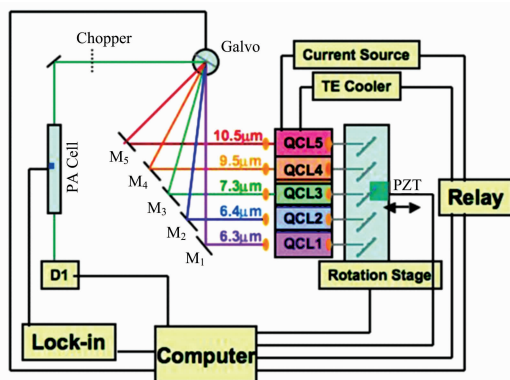 Chopper
Galvo
Current Source
TE Cooler
PA Cell
M5
M4
M3
M2
M1
10.5μm
9.5μm
7.3μm
6.4μm
6.3μm
QCL5
QCL4
QCL3
QCL2
QCL1
PZT
Relay
Rotation Stage
D1
Lock-in
Computer